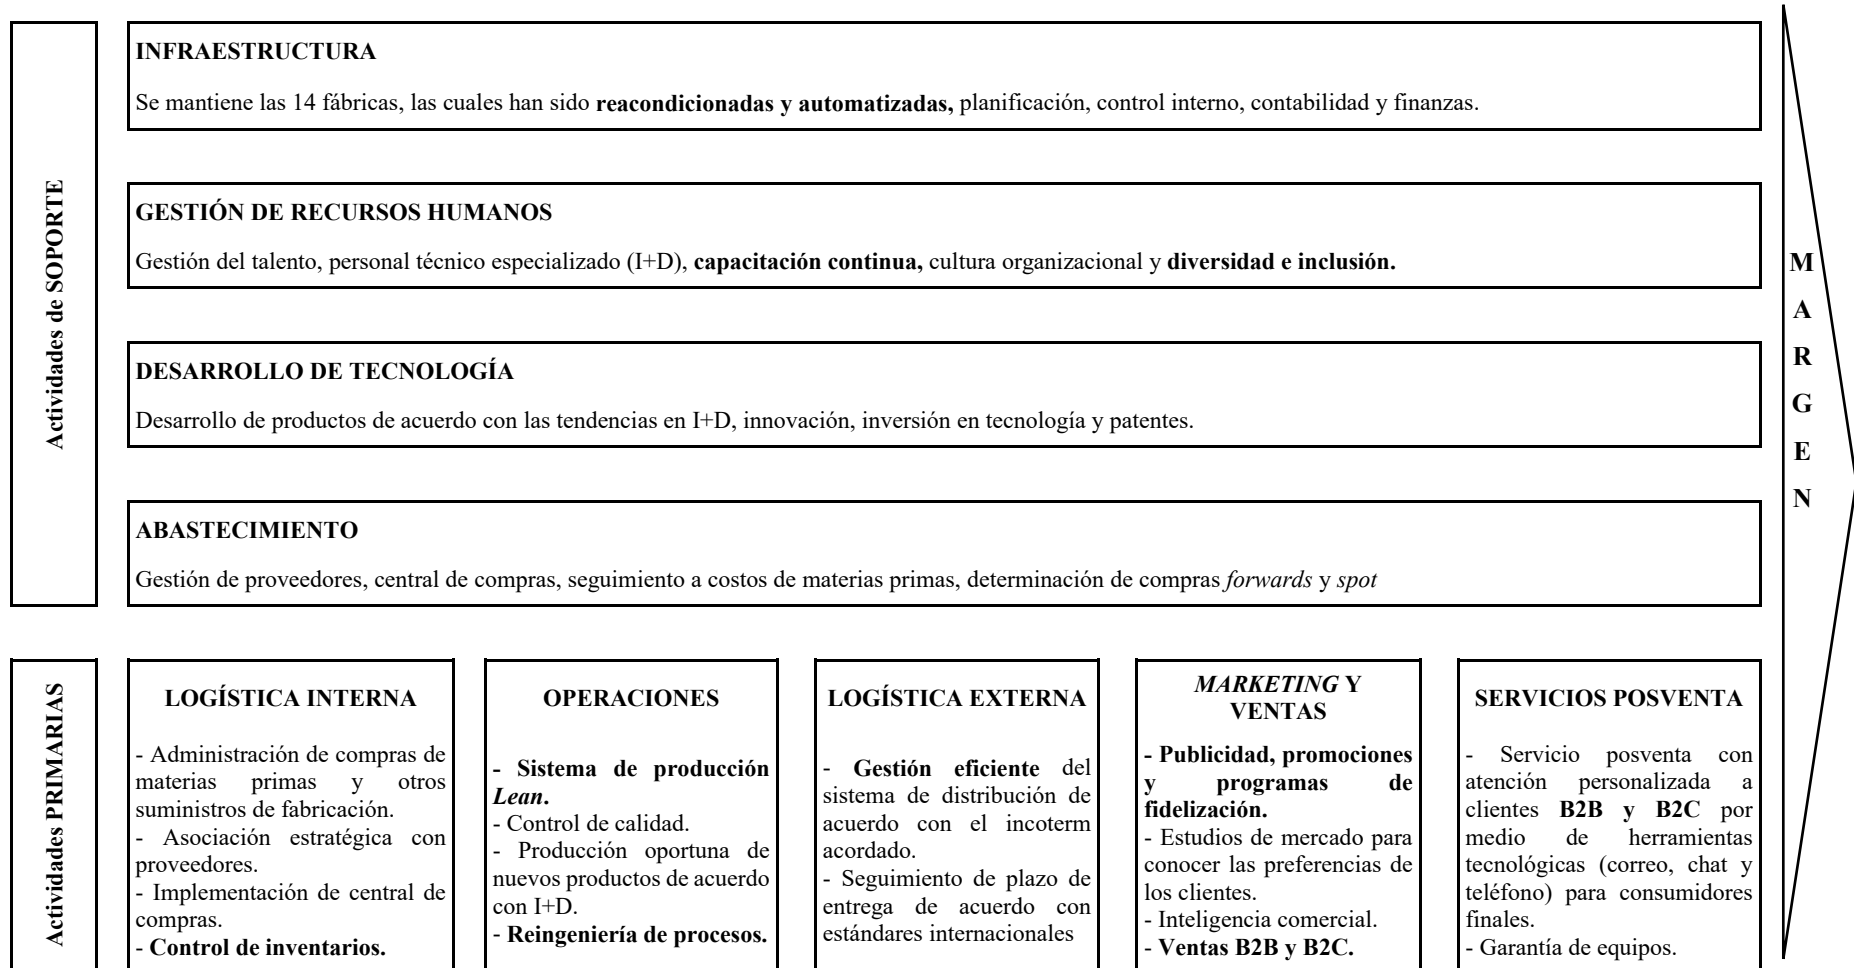 Actividades de SOPORTE
INFRAESTRUCTURA
Se mantiene las 14 fábricas, las cuales han sido reacondicionadas y automatizadas, planificación, control interno, contabilidad y finanzas.
GESTIÓN DE RECURSOS HUMANOS
Gestión del talento, personal técnico especializado (I+D), capacitación continua, cultura organizacional y diversidad e inclusión.
DESARROLLO DE TECNOLOGÍA
Desarrollo de productos de acuerdo con las tendencias en I+D, innovación, inversión en tecnología y patentes.
ABASTECIMIENTO
Gestión de proveedores, central de compras, seguimiento a costos de materias primas, determinación de compras forwards y spot
Actividades PRIMARIAS
LOGÍSTICA INTERNA
- Administración de compras de
materias primas y otros
suministros de fabricación.
- Asociación estratégica con
proveedores.
- Implementación de central de
compras.
- Control de inventarios.
OPERACIONES
- Sistema de producción
Lean.
- Control de calidad.
- Producción oportuna de
nuevos productos de acuerdo
con I+D.
- Reingeniería de procesos.
LOGÍSTICA EXTERNA
- Gestión eficiente del
sistema de distribución de
acuerdo con el incoterm
acordado.
- Seguimiento de plazo de
entrega de acuerdo con
estándares internacionales
MARKETING Y
VENTAS
- Publicidad, promociones
y programas de
fidelización.
- Estudios de mercado para
conocer las preferencias de
los clientes.
- Inteligencia comercial.
- Ventas B2B y B2C.
SERVICIOS POSVENTA
- Servicio posventa con
atención personalizada a
clientes B2B y B2C por
medio de herramientas
tecnológicas (correo, chat y
teléfono) para consumidores
finales.
- Garantía de equipos.
M
A
R
G
E
N